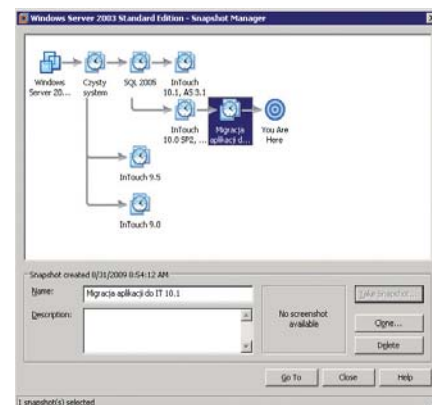 Windows Server 2003 Standard Edition - Snapshot Manager
Windows Server 20...
Czysty system
SQL 2005
InTouch 10.1, AS 3.1
InTouch 10.0 SP2, ...
Migracja aplikacji d...
You Are Here
InTouch 9.5
InTouch 9.0
Snapshot created 8/31/2009 8:54:12 AM
Name:
Migracja aplikacji do IT 10.1
Description:
No screenshot available
Take Snapshot...
Clone...
Delete
Go To
Close
Help
1 snapshot(s) selected